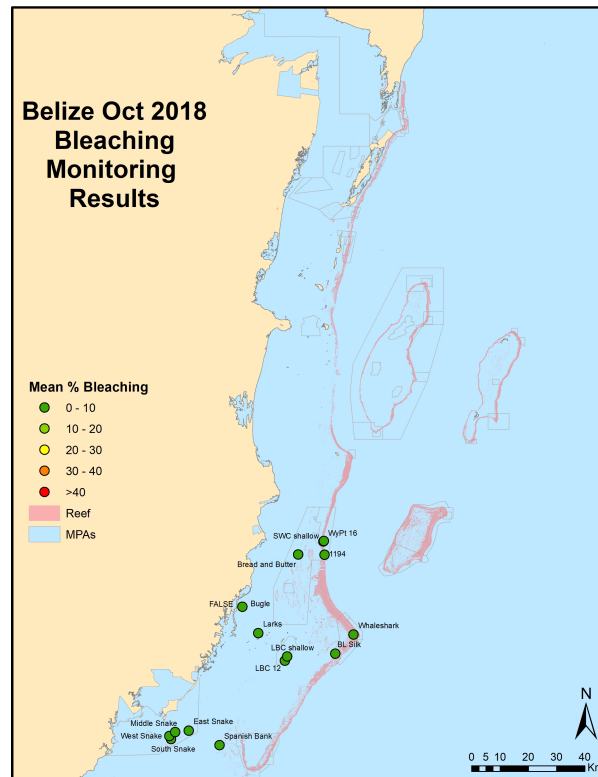 Belize Oct 2018
Bleaching
Monitoring
Results
Mean % Bleaching
0 - 10
10 - 20
20 - 30
30 - 40
>40
Reef
MPAs
SWC shallow
WyPt 16
Bread and Butter
1194
FALSE
Bugle
Larks
Whaleshark
LBC shallow
BL Silk
LBC 12
Middle Snake
East Snake
West Snake
Spanish Bank
South Snake
N
0 5 10 20 30 40
Km